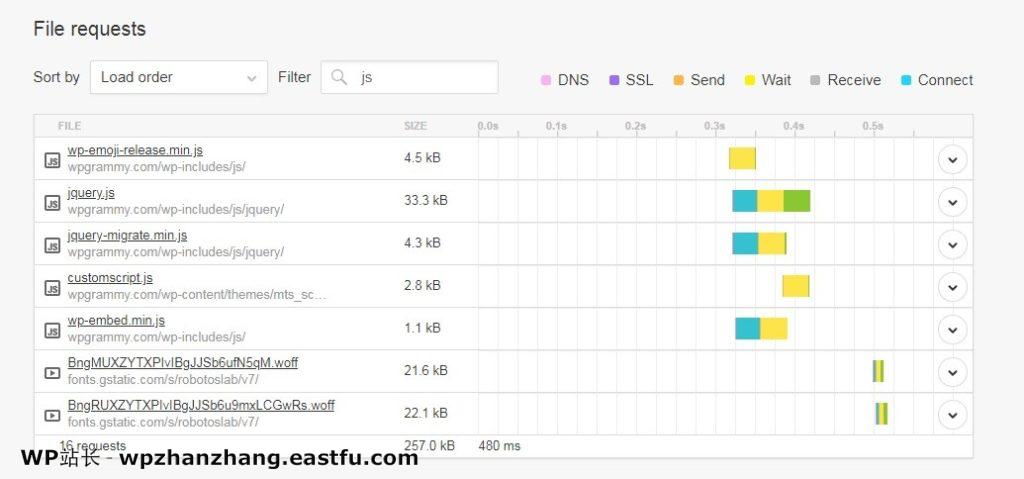 File requests
Sort by Load order Filter js DNS SSL Send Wait Receive Connect
FILE SIZE 0.0s 0.1s 0.2s 0.3s 0.4s 0.5s
wp-emoji-release.min.js 4.5 kB
wpgrammy.com/wp-includes/js/
jquery.js 33.3 kB
wpgrammy.com/wp-includes/js/jquery/
jquery-migrate.min.js 4.3 kB
wpgrammy.com/wp-includes/js/jquery/
customscript.js 2.8 kB
wpgrammy.com/wp-content/themes/mts_sc...
wp-embed.min.js 1.1 kB
wpgrammy.com/wp-includes/js/
BngMUXZYTXPIvIBgJJSb6ufN5qM.woff 21.6 kB
fonts.gstatic.com/s/robotoslab/v7/
BngRUXZYTXPIvIBgJJSb6u9mxLCGwRs.woff 22.1 kB
fonts.gstatic.com/s/robotoslab/v7/
16 requests 257.0 kB 480 ms
WP站长 - wpzhanzhang.eastfu.com